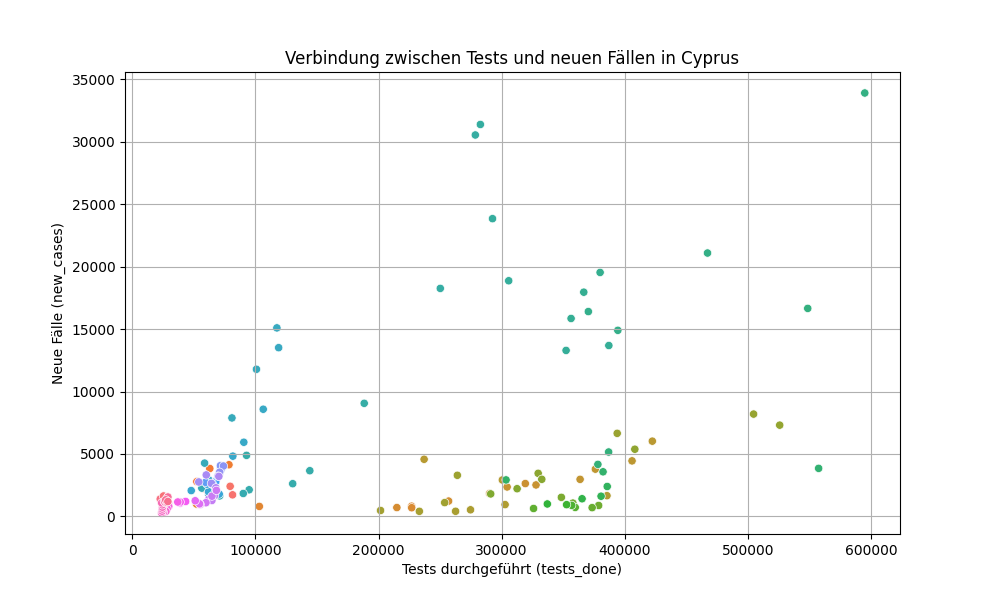 Verbindung zwischen Tests und neuen Fällen in Cyprus
35000
30000
25000
20000
15000
10000
5000
0
Neue Fälle (new_cases)
0 100000 200000 300000 400000 500000 600000
Tests durchgeführt (tests_done)